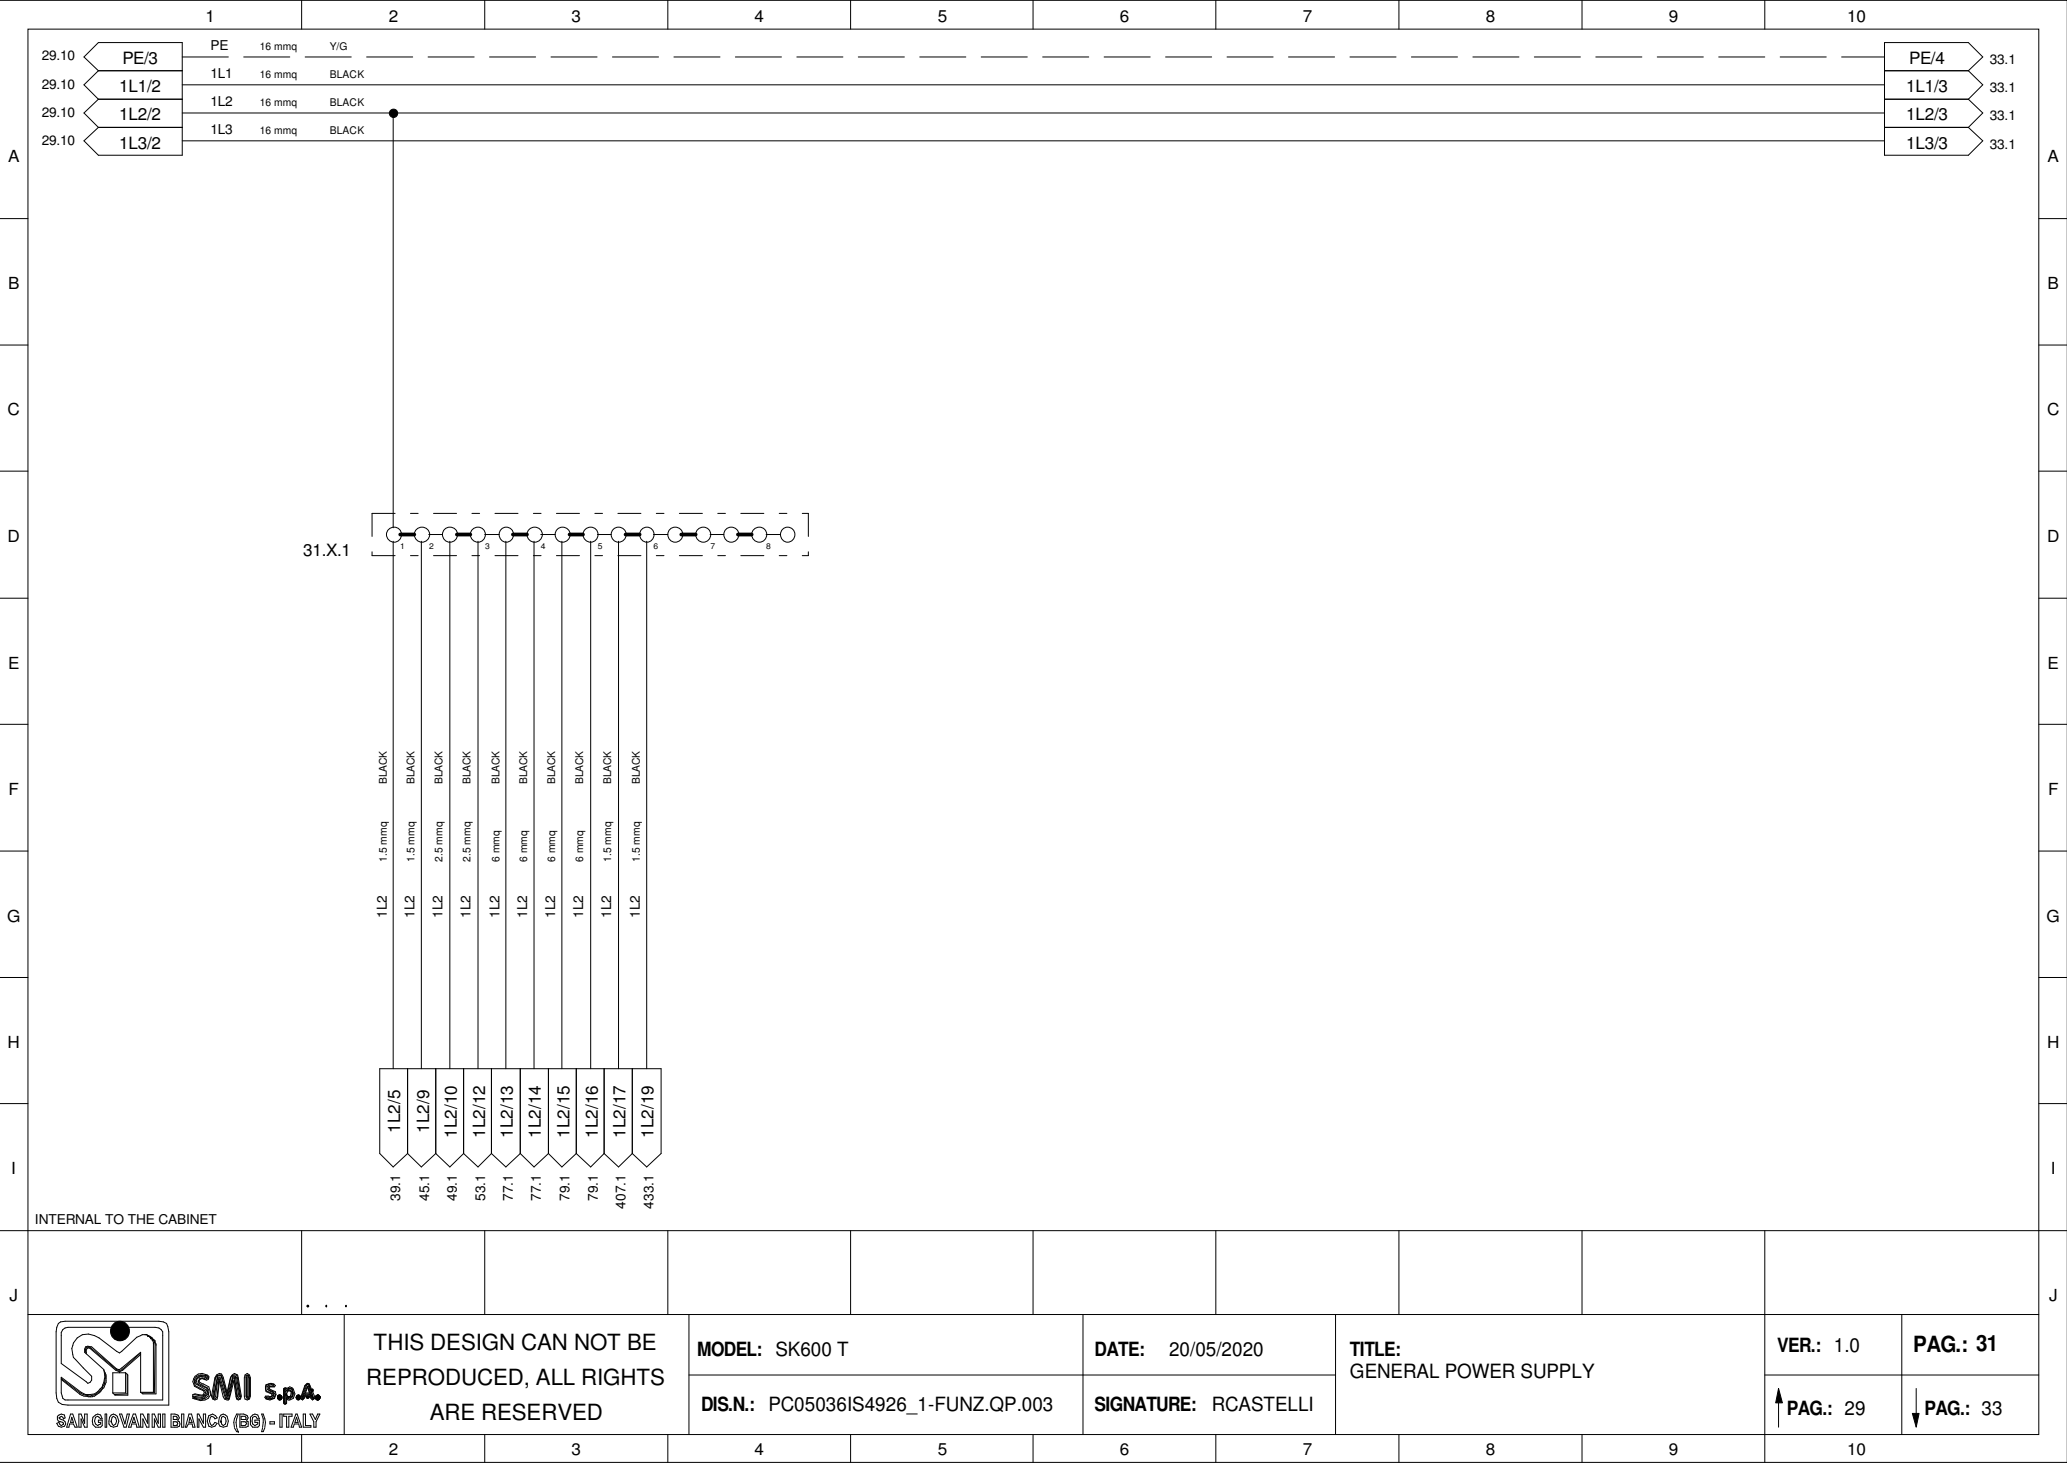 1 2 3 4 5 6 7 8 9 10
29.10 PE/3 PE 16 mmq Y/G PE/4 33.1
29.10 1L1/2 1L1 16 mmq BLACK 1L1/3 33.1
29.10 1L2/2 1L2 16 mmq BLACK 1L2/3 33.1
29.10 1L3/2 1L3 16 mmq BLACK 1L3/3 33.1
A A
B B
C C
D D
31.X.1 1 2 3 4 5 6 7 8
E E
BLACK BLACK BLACK BLACK BLACK BLACK BLACK BLACK BLACK BLACK
F F
1.5 mmq 1.5 mmq 2.5 mmq 2.5 mmq 6 mmq 6 mmq 6 mmq 6 mmq 1.5 mmq 1.5 mmq
1L2 1L2 1L2 1L2 1L2 1L2 1L2 1L2 1L2 1L2
G G
H H
1L2/5 1L2/9 1L2/10 1L2/12 1L2/13 1L2/14 1L2/15 1L2/16 1L2/17 1L2/19
I I
39.1 45.1 49.1 53.1 77.1 77.1 79.1 79.1 407.1 433.1
INTERNAL TO THE CABINET
J J
. . .
SMI S.p.A.
SAN GIOVANNI BIANCO (BG) - ITALY
THIS DESIGN CAN NOT BE
REPRODUCED, ALL RIGHTS
ARE RESERVED
MODEL: SK600 T
DIS.N.: PC05036IS4926_1-FUNZ.QP.003
DATE: 20/05/2020
SIGNATURE: RCASTELLI
TITLE:
GENERAL POWER SUPPLY
VER.: 1.0
PAG.: 31
PAG.: 29
PAG.: 33
1 2 3 4 5 6 7 8 9 10